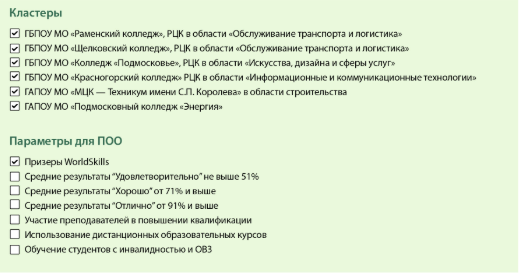 Кластеры
ГБПОУ МО «Раменский колледж», РЦК в области «Обслуживание транспорта и логистика»
ГБПОУ МО «Щелковский колледж», РЦК в области «Обслуживание транспорта и логистика»
ГБПОУ МО «Колледж «Подмосковье», РЦК в области «Искусства, дизайна и сферы услуг»
ГБПОУ МО «Красногорский колледж» РЦК в области «Информационные и коммуникационные технологии»
ГАПОУ МО «МЦК — Техникум имени С.П. Королева» в области строительства
ГАПОУ МО «Подмосковный колледж «Энергия»
Параметры для ПОО
Призеры WorldSkills
Средние результаты “Удовлетворительно” не выше 51%
Средние результаты “Хорошо” от 71% и выше
Средние результаты “Отлично” от 91% и выше
Участие преподавателей в повышении квалификации
Использование дистанционных образовательных курсов
Обучение студентов с инвалидностью и ОВЗ